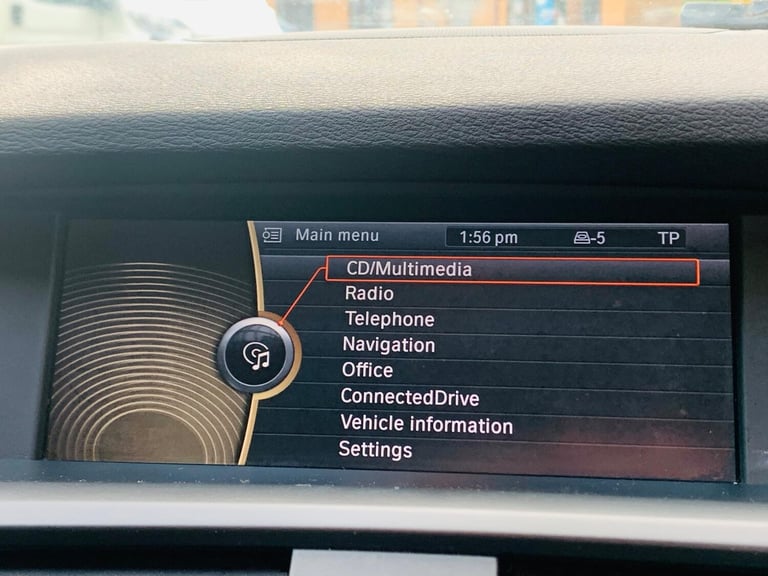 Main menu 1:56 pm -5 TP
CD/Multimedia
Radio
Telephone
Navigation
Office
ConnectedDrive
Vehicle information
Settings